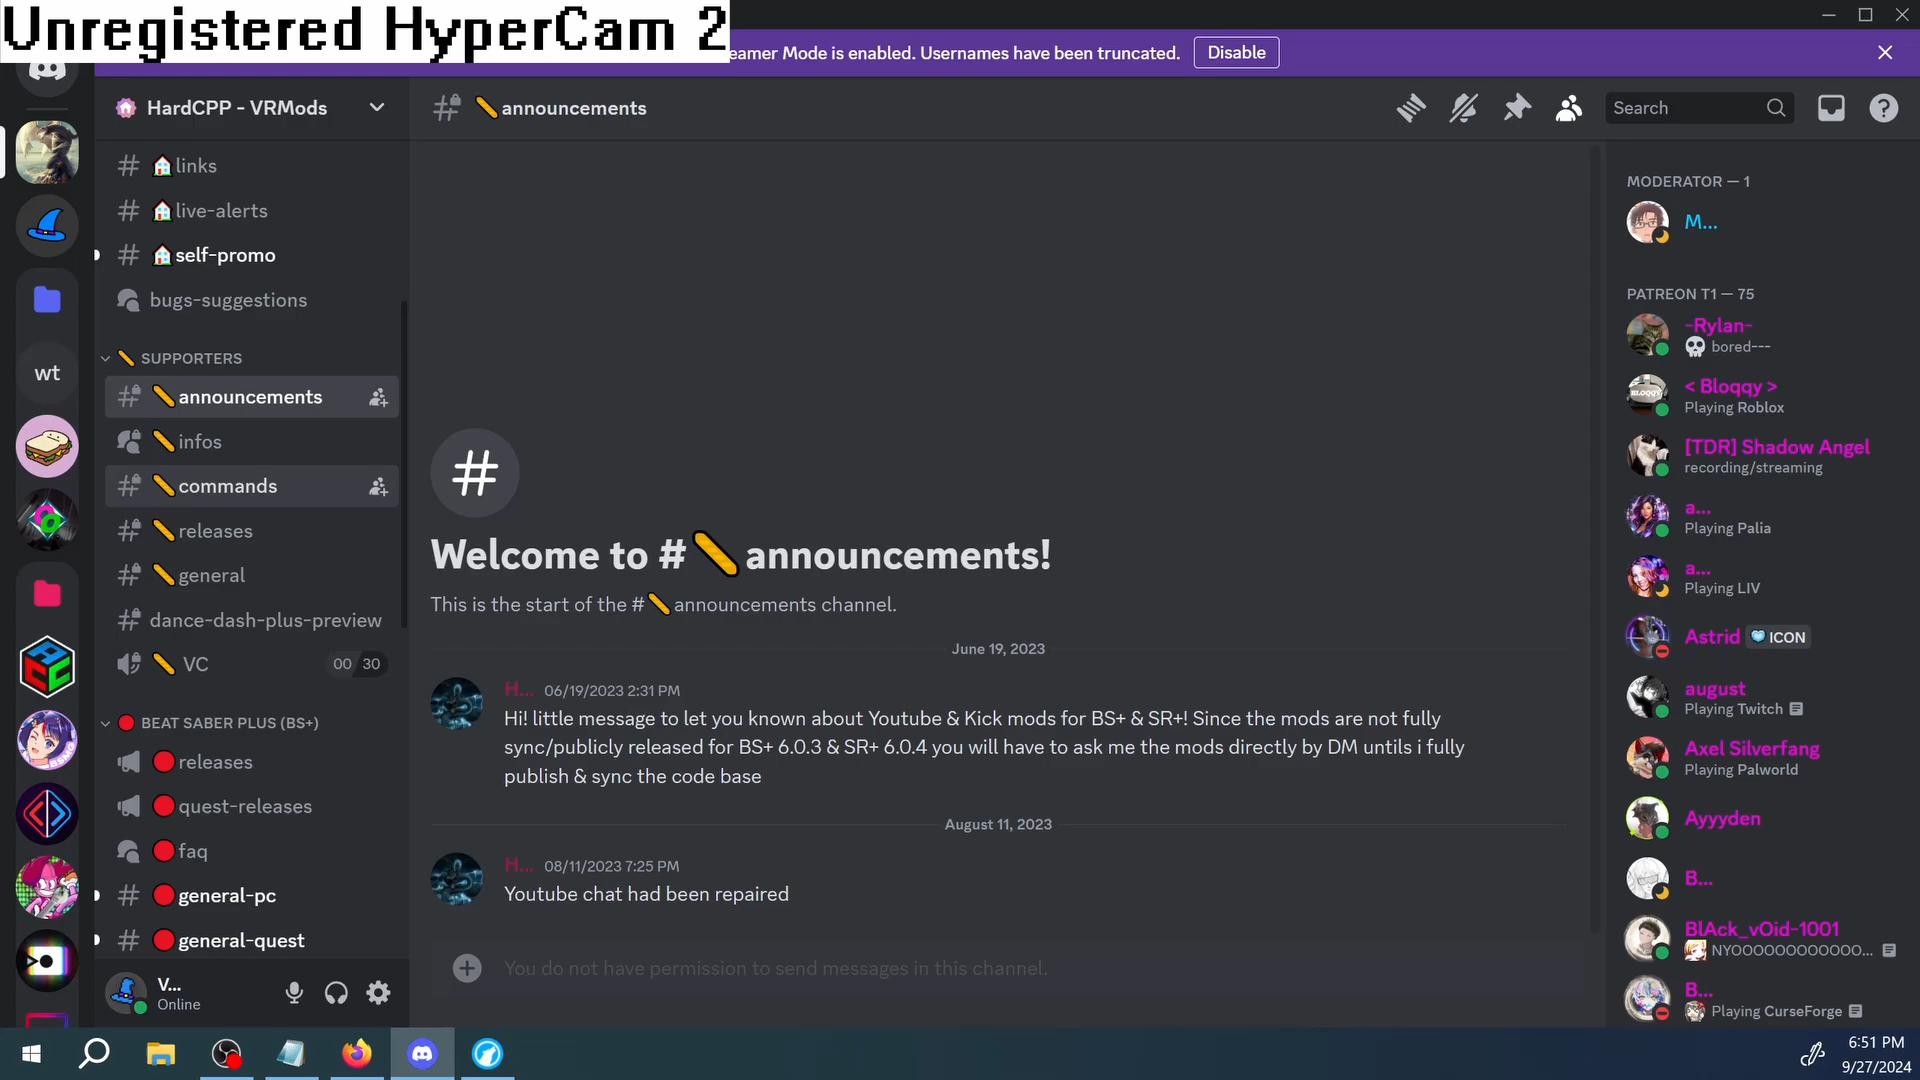 Unregistered HyperCam 2
eamer Mode is enabled. Usernames have been truncated.
Disable
HardCPP - VRMods
announcements
Search
links
live-alerts
self-promo
bugs-suggestions
SUPPORTERS
announcements
infos
commands
releases
general
dance-dash-plus-preview
VC
00 30
BEAT SABER PLUS (BS+)
releases
quest-releases
faq
general-pc
general-quest
wt
V...
Online
Welcome to # announcements!
This is the start of the # announcements channel.
June 19, 2023
H... 06/19/2023 2:31 PM
Hi! little message to let you known about Youtube & Kick mods for BS+ & SR+! Since the mods are not fully
sync/publicly released for BS+ 6.0.3 & SR+ 6.0.4 you will have to ask me the mods directly by DM untils i fully
publish & sync the code base
August 11, 2023
H... 08/11/2023 7:25 PM
Youtube chat had been repaired
You do not have permission to send messages in this channel.
MODERATOR — 1
M...
PATREON T1 — 75
-Rylan-
bored---
< Bloqqy >
Playing Roblox
[TDR] Shadow Angel
recording/streaming
a...
Playing Palia
a...
Playing LIV
Astrid ICON
august
Playing Twitch
Axel Silverfang
Playing Palworld
Ayyyden
B...
BlAck_vOid-1001
NYOOOOOOOOOOOO...
B...
Playing CurseForge
6:51 PM
9/27/2024